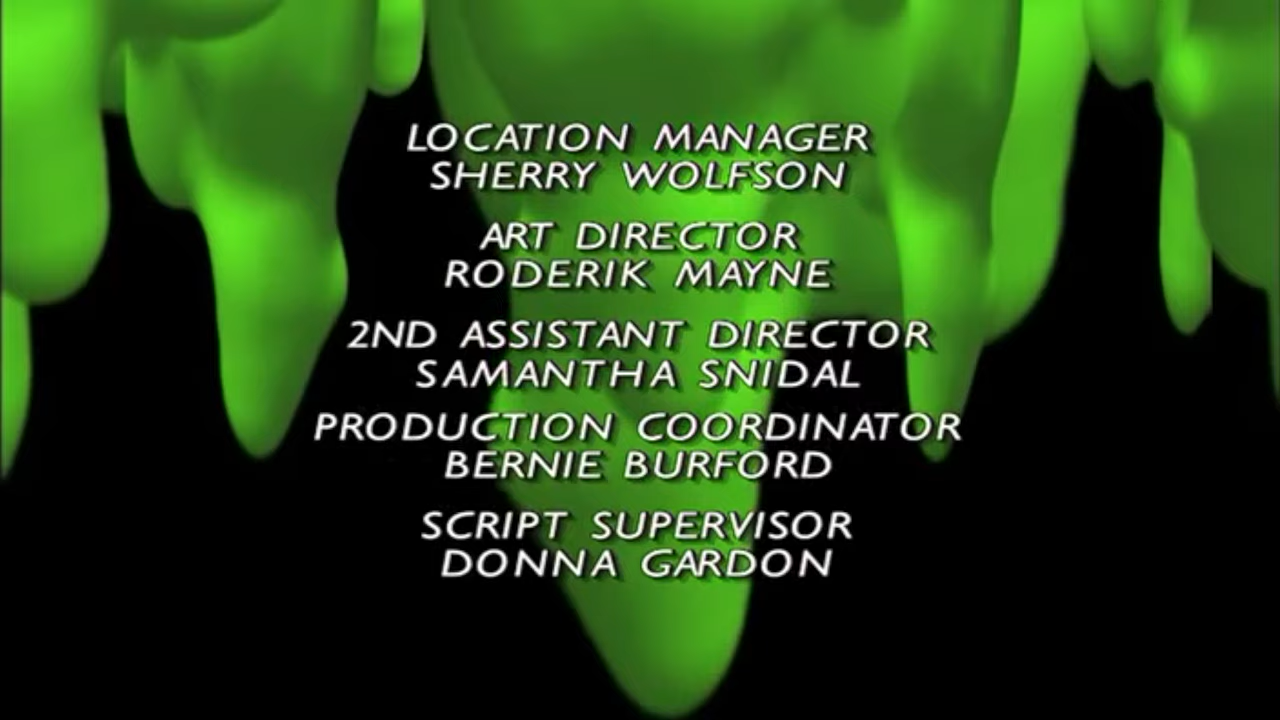 LOCATION MANAGER
SHERRY WOLFSON
ART DIRECTOR
RODERIK MAYNE
2ND ASSISTANT DIRECTOR
SAMANTHA SNIDAL
PRODUCTION COORDINATOR
BERNIE BURFORD
SCRIPT SUPERVISOR
DONNA GARDON